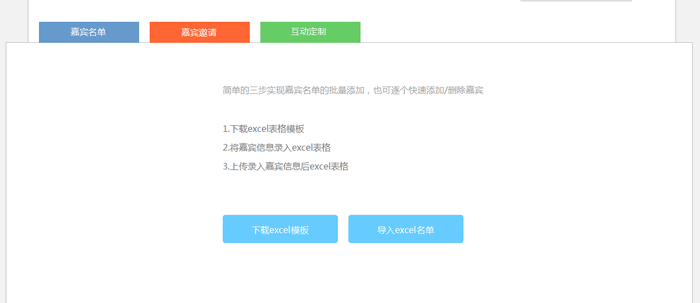 嘉宾名单 嘉宾邀请 互动定制
简单的三步实现嘉宾名单的批量添加，也可逐个快速添加/删除嘉宾
1.下载excel表格模板
2.将嘉宾信息录入excel表格
3.上传录入嘉宾信息后excel表格
下载excel模板 导入excel名单